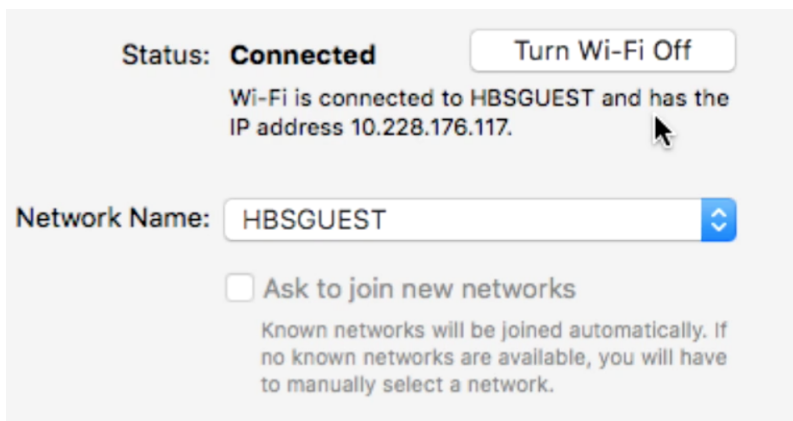 Status: Connected Turn Wi-Fi Off
Wi-Fi is connected to HBSGUEST and has the
IP address 10.228.176.117.
Network Name: HBSGUEST
Ask to join new networks
Known networks will be joined automatically. If
no known networks are available, you will have
to manually select a network.